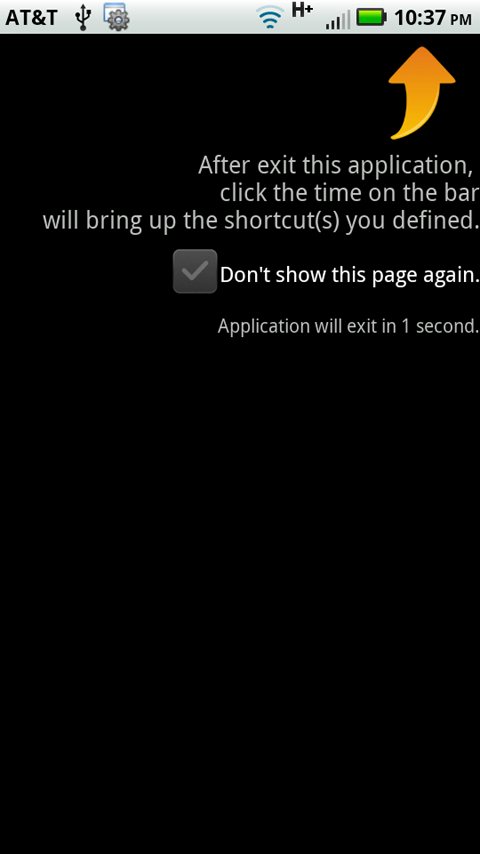 AT&T H+ 10:37 PM
After exit this application,
click the time on the bar
will bring up the shortcut(s) you defined.
Don't show this page again.
Application will exit in 1 second.